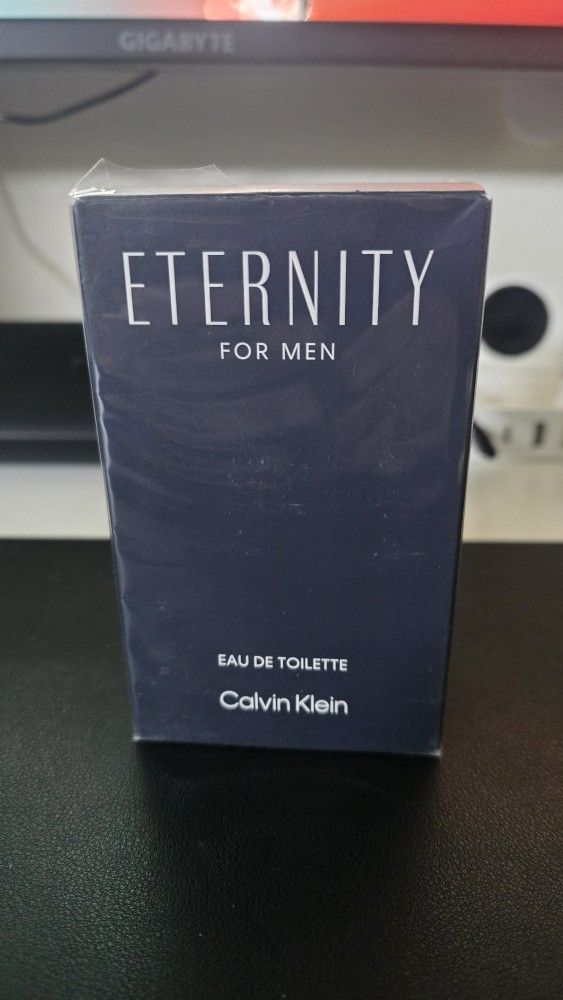 GIGABYTE
ETERNITY
FOR MEN
EAU DE TOILETTE
Calvin Klein